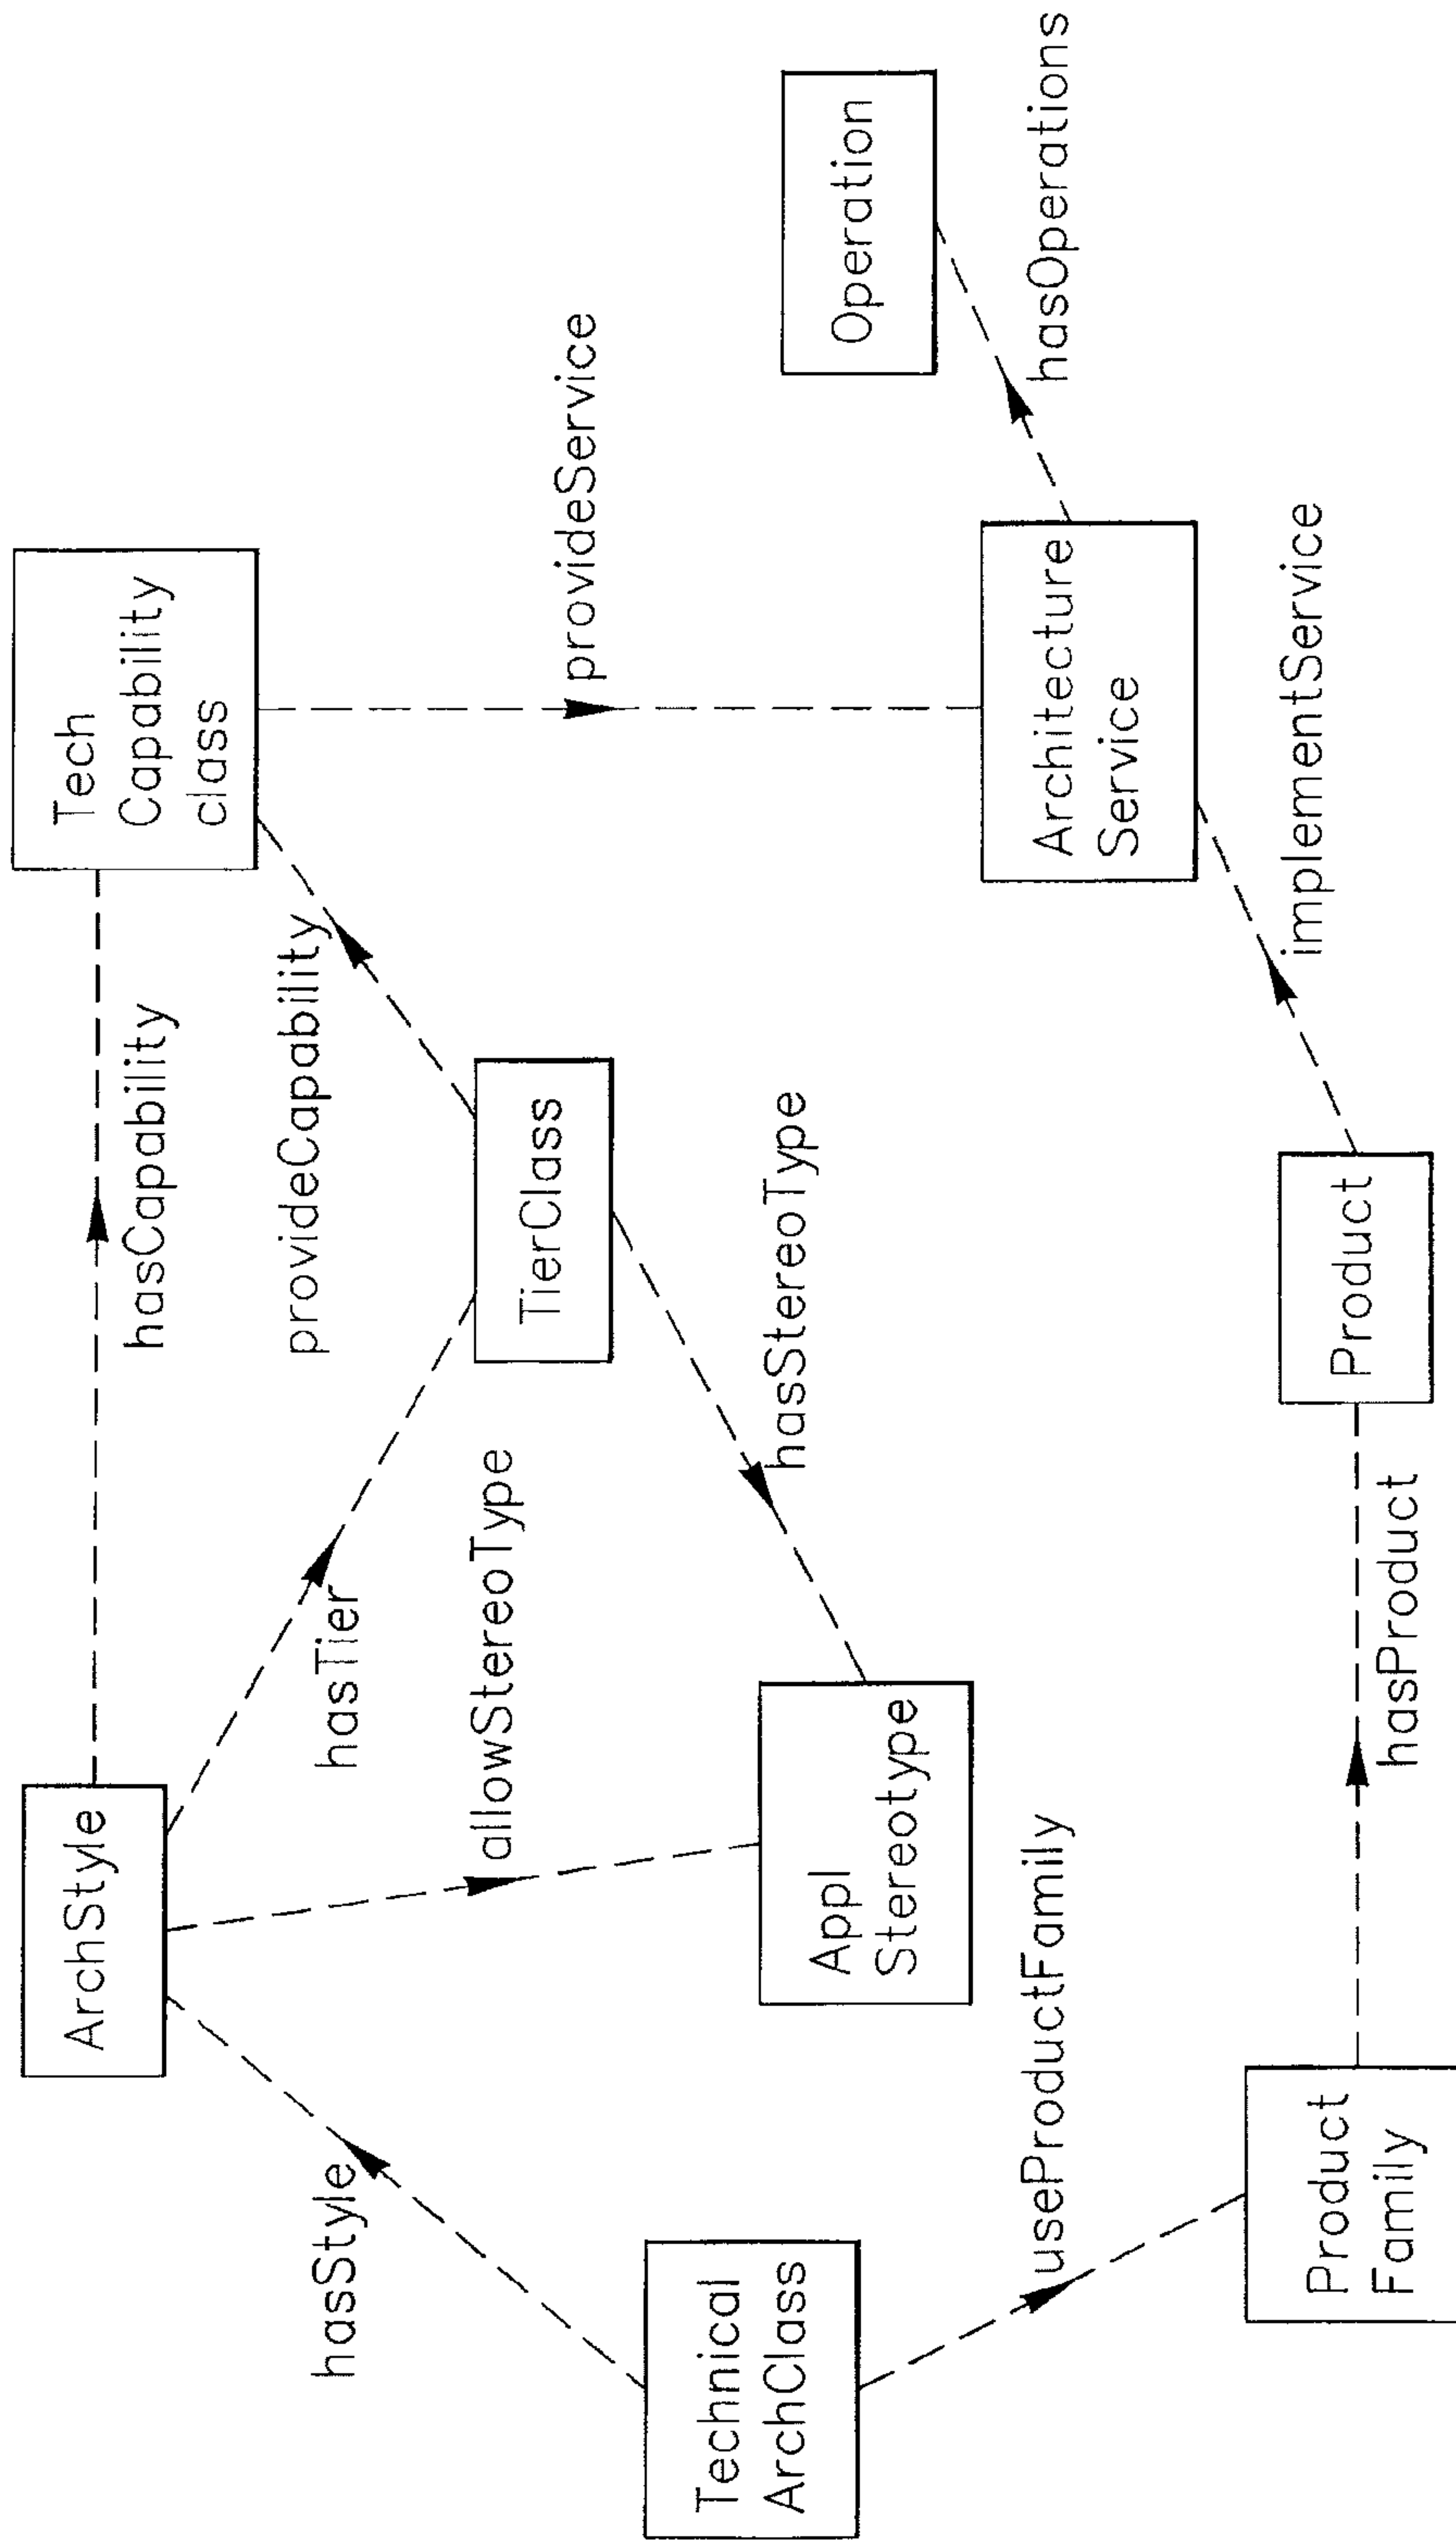 Technical
ArchClass
hasStyle
ArchStyle
hasCapability
Tech
Capability
class
hasTier
provideCapability
TierClass
allowStereoType
hasStereoType
Appl
Stereotype
provideService
useProductFamily
Product
Family
hasProduct
Product
implementService
Architecture
Service
hasOperations
Operation